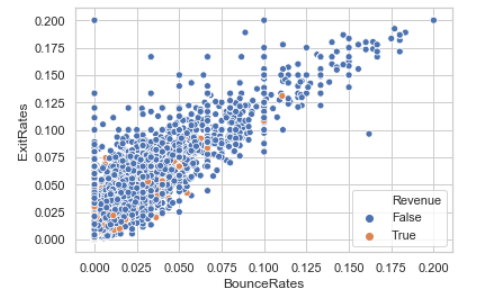 0.200
0.175
0.150
0.125
0.100
0.075
0.050
0.025
0.000
ExitRates
Revenue
False
True
0.000 0.025 0.050 0.075 0.100 0.125 0.150 0.175 0.200
BounceRates